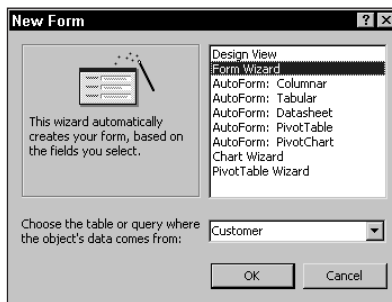 New Form
This wizard automatically
creates your form, based on
the fields you select.
Design View
Form Wizard
AutoForm: Columnar
AutoForm: Tabular
AutoForm: Datasheet
AutoForm: PivotTable
AutoForm: PivotChart
Chart Wizard
PivotTable Wizard
Choose the table or query where
the object's data comes from:
Customer
OK
Cancel